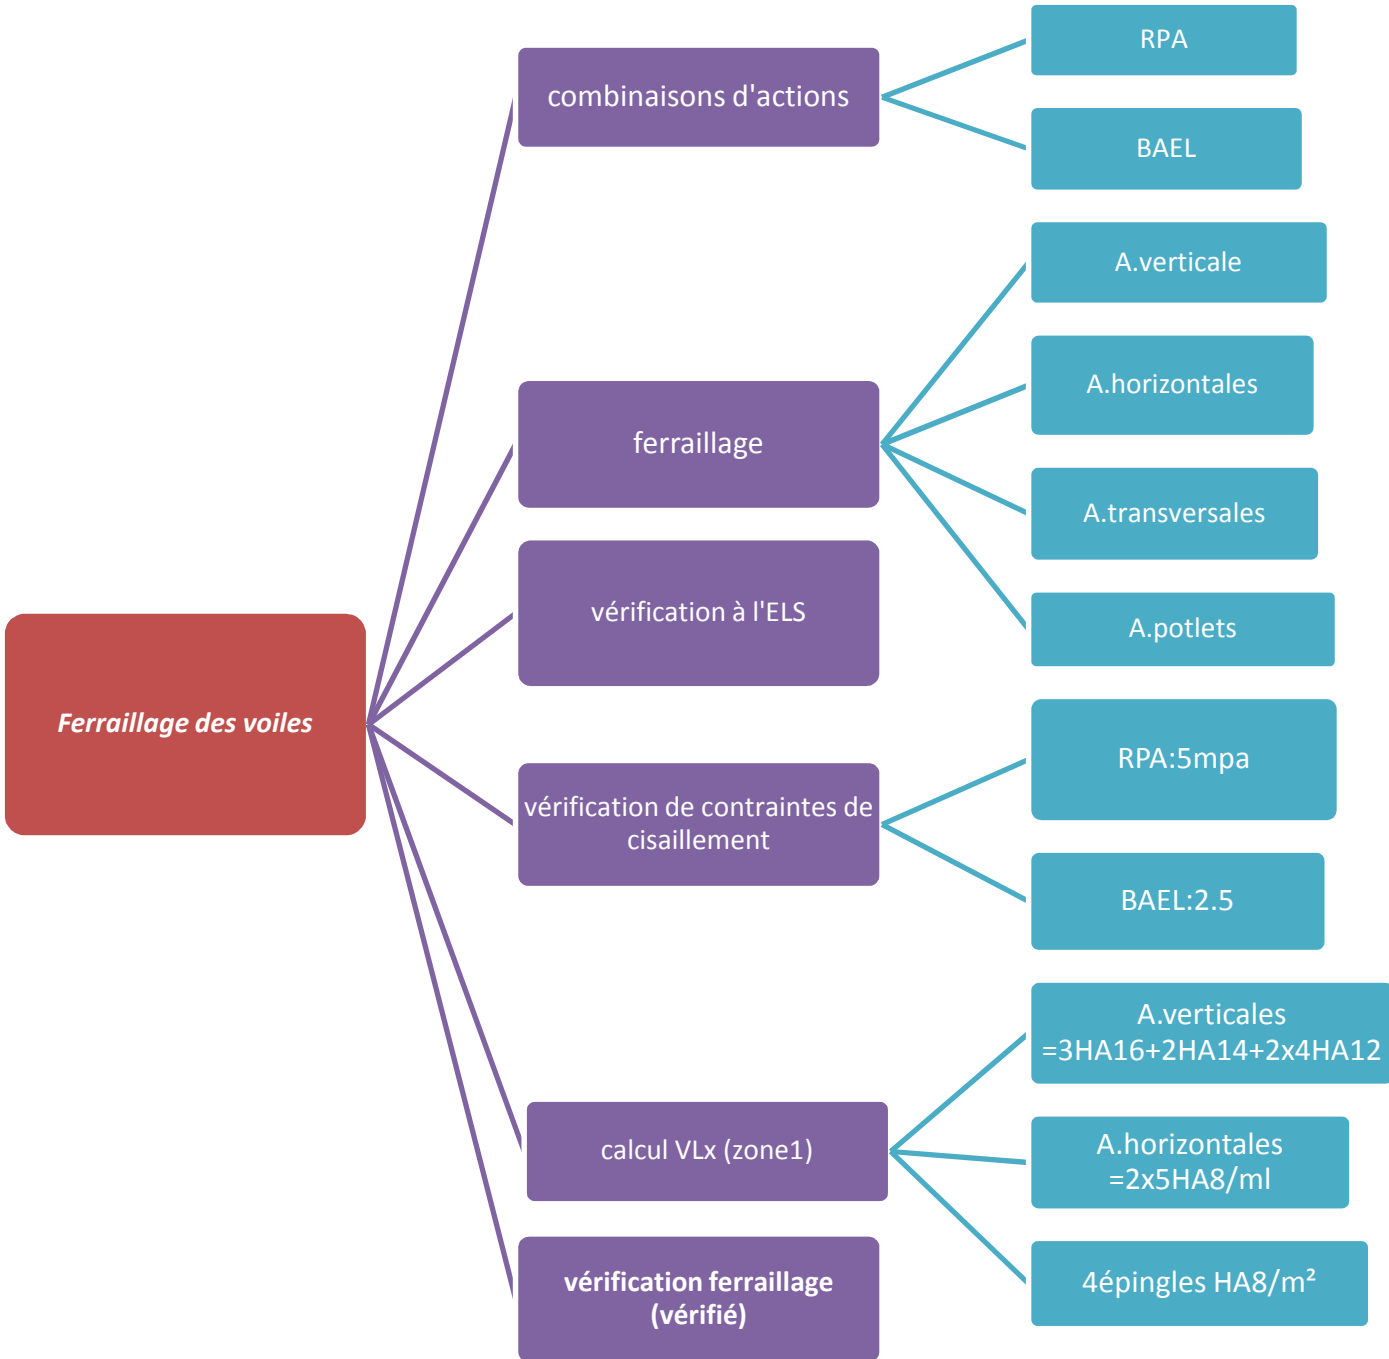 Ferraillage des voiles
combinaisons d'actions
RPA
BAEL
ferraillage
A.verticale
A.horizontales
A.transversales
A.potlets
vérification à l'ELS
vérification de contraintes de
cisaillement
RPA:5mpa
BAEL:2.5
calcul VLx (zone1)
A.verticales
=3HA16+2HA14+2x4HA12
A.horizontales
=2x5HA8/ml
4épingles HA8/m²
vérification ferraillage
(vérifié)